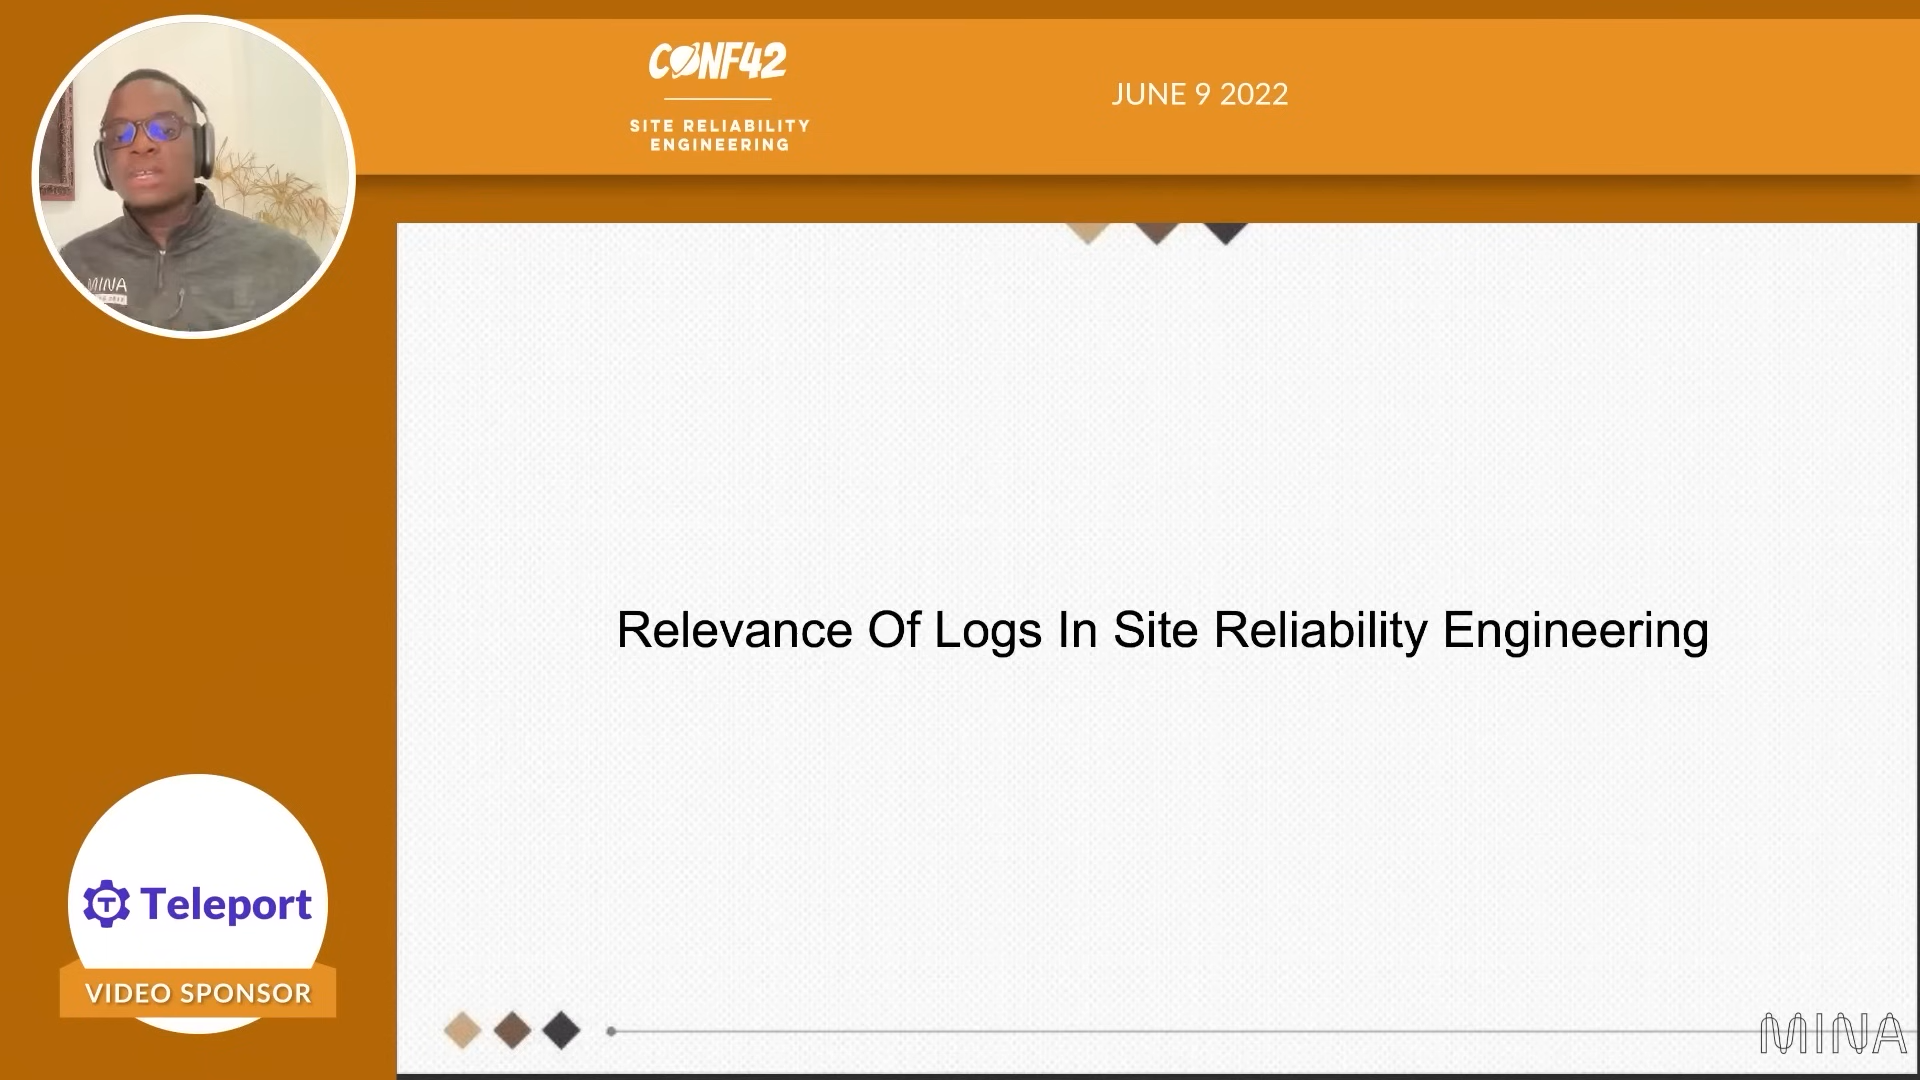 CONF42
SITE RELIABILITY
ENGINEERING
JUNE 9 2022
MINA
Relevance Of Logs In Site Reliability Engineering
Teleport
VIDEO SPONSOR
MINA